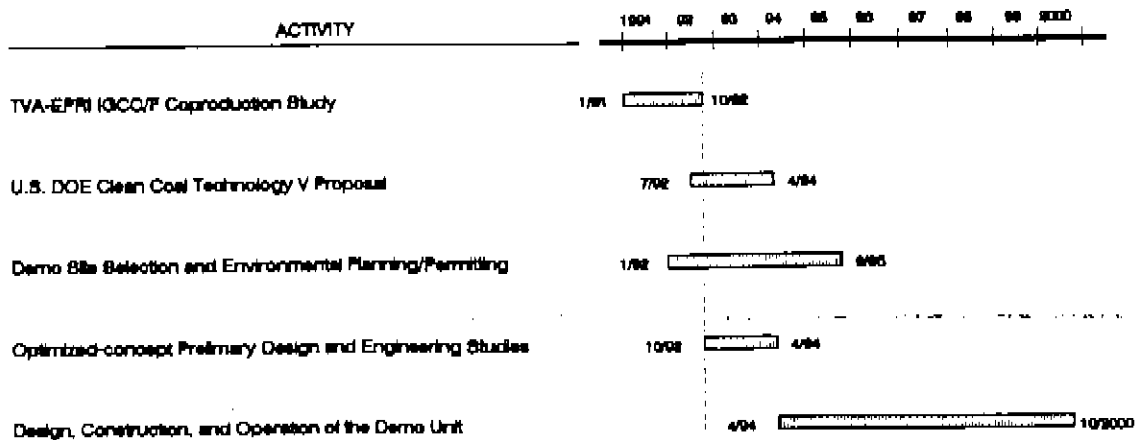 ACTIVITY
1991 92 93 94 95 96 97 98 99 2000
TVA-EPRI IGCC/F Coproduction Study 1/91 10/92
U.S. DOE Clean Coal Technology V Proposal 7/92 4/94
Demo Site Selection and Environmental Planning/Permitting 1/92 9/95
Optimized-concept Prelimary Design and Engineering Studies 10/92 4/94
Design, Construction, and Operation of the Demo Unit 4/94 10/2000